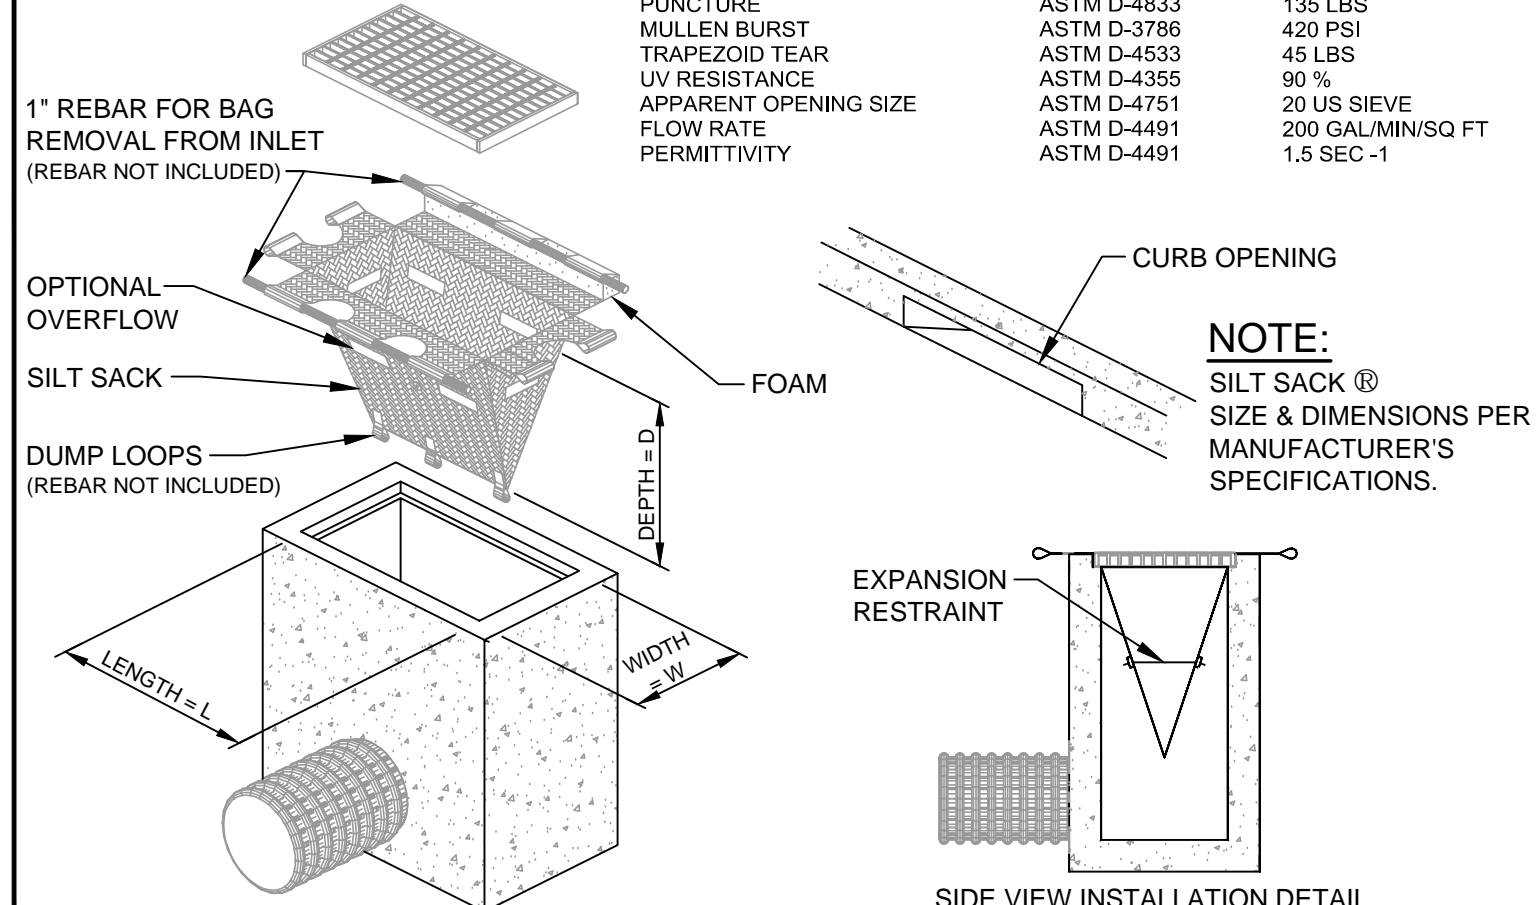 PUNCTURE ASTM D-4833 135 LBS
MULLEN BURST ASTM D-3786 420 PSI
TRAPEZOID TEAR ASTM D-4533 45 LBS
UV RESISTANCE ASTM D-4355 90 %
APPARENT OPENING SIZE ASTM D-4751 20 US SIEVE
FLOW RATE ASTM D-4491 200 GAL/MIN/SQ FT
PERMITTIVITY ASTM D-4491 1.5 SEC -1
1" REBAR FOR BAG
REMOVAL FROM INLET
(REBAR NOT INCLUDED)
OPTIONAL
OVERFLOW
SILT SACK
DUMP LOOPS
(REBAR NOT INCLUDED)
FOAM
DEPTH = D
LENGTH = L
WIDTH
= W
CURB OPENING
NOTE:
SILT SACK ®
SIZE & DIMENSIONS PER
MANUFACTURER'S
SPECIFICATIONS.
EXPANSION
RESTRAINT
SIDE VIEW INSTALLATION DETAIL